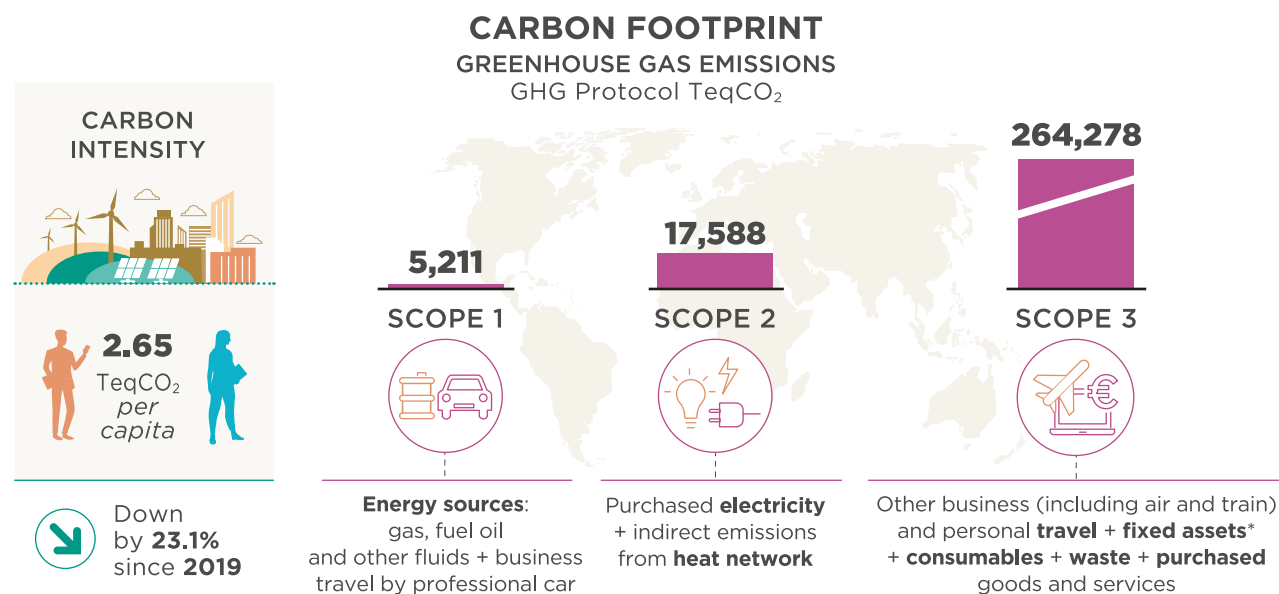 CARBON FOOTPRINT
GREENHOUSE GAS EMISSIONS
GHG Protocol TeqCO₂
CARBON
INTENSITY
2.65
TeqCO₂
per
capita
Down
by 23.1%
since 2019
5,211
SCOPE 1
Energy sources:
gas, fuel oil
and other fluids + business
travel by professional car
17,588
SCOPE 2
Purchased electricity
+ indirect emissions
from heat network
264,278
SCOPE 3
Other business (including air and train)
and personal travel + fixed assets*
+ consumables + waste + purchased
goods and services